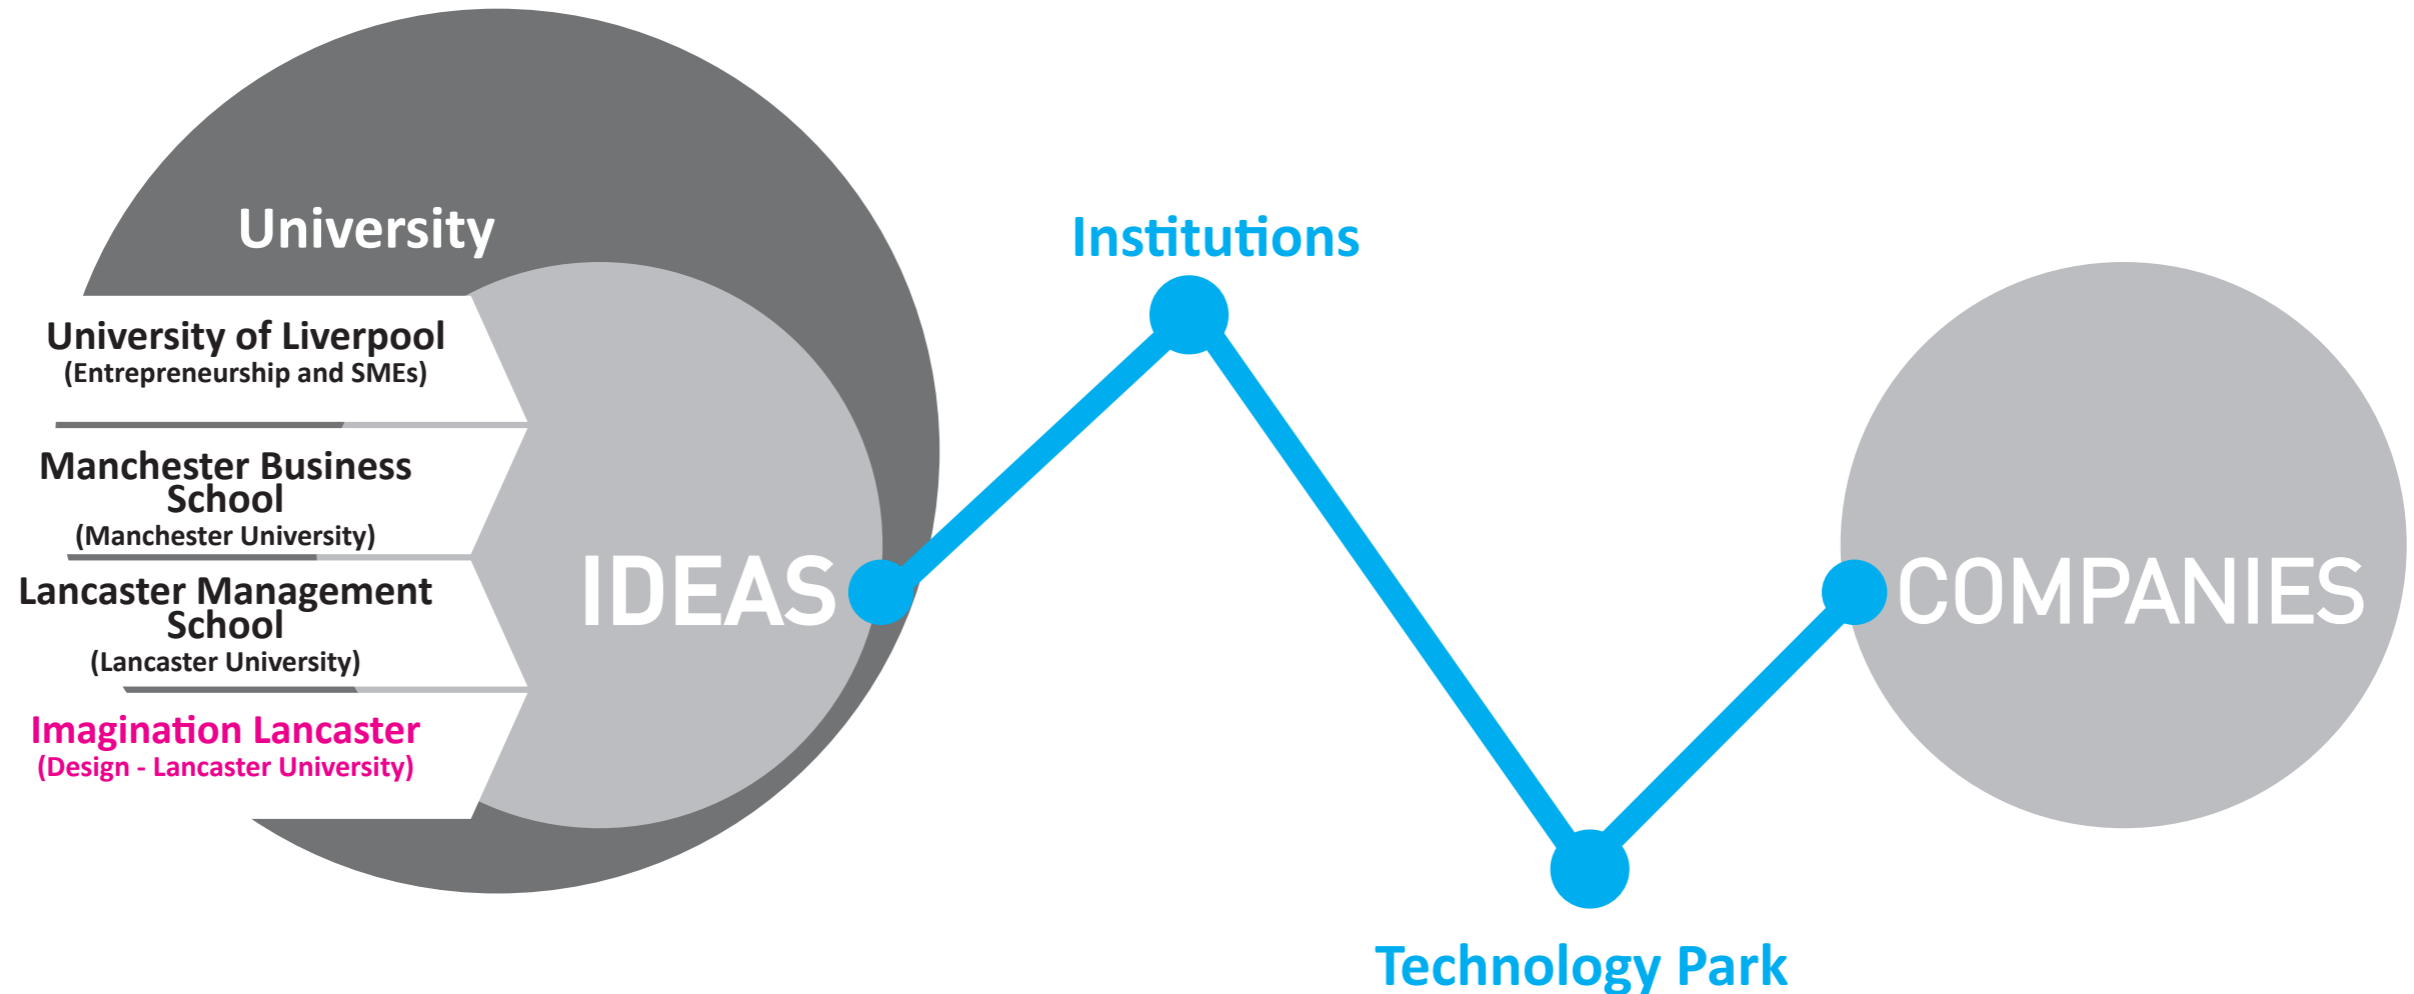 University
University of Liverpool
(Entrepreneurship and SMEs)
Manchester Business
School
(Manchester University)
Lancaster Management
School
(Lancaster University)
Imagination Lancaster
(Design - Lancaster University)
IDEAS
Institutions
Technology Park
COMPANIES